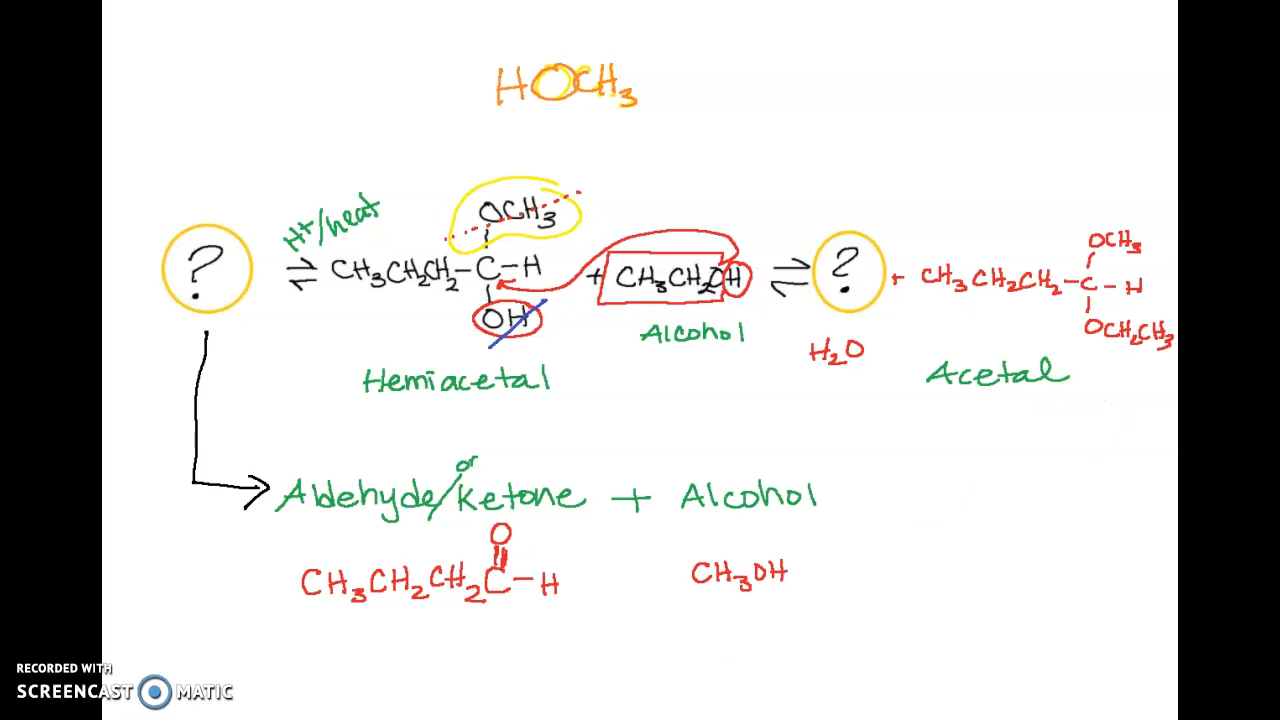 HOCH3
H+/heat
OCH3
OCH3
? ⇌ CH3CH2CH2-C-H + CH3CH2OH ⇌ ? + CH3CH2CH2-C-H
OH
Alcohol
OCH2CH3
H2O
Hemiacetal
Acetal
or
Aldehyde/Ketone + Alcohol
O
CH3CH2CH2C-H
CH3OH
RECORDED WITH
SCREENCAST MATIC